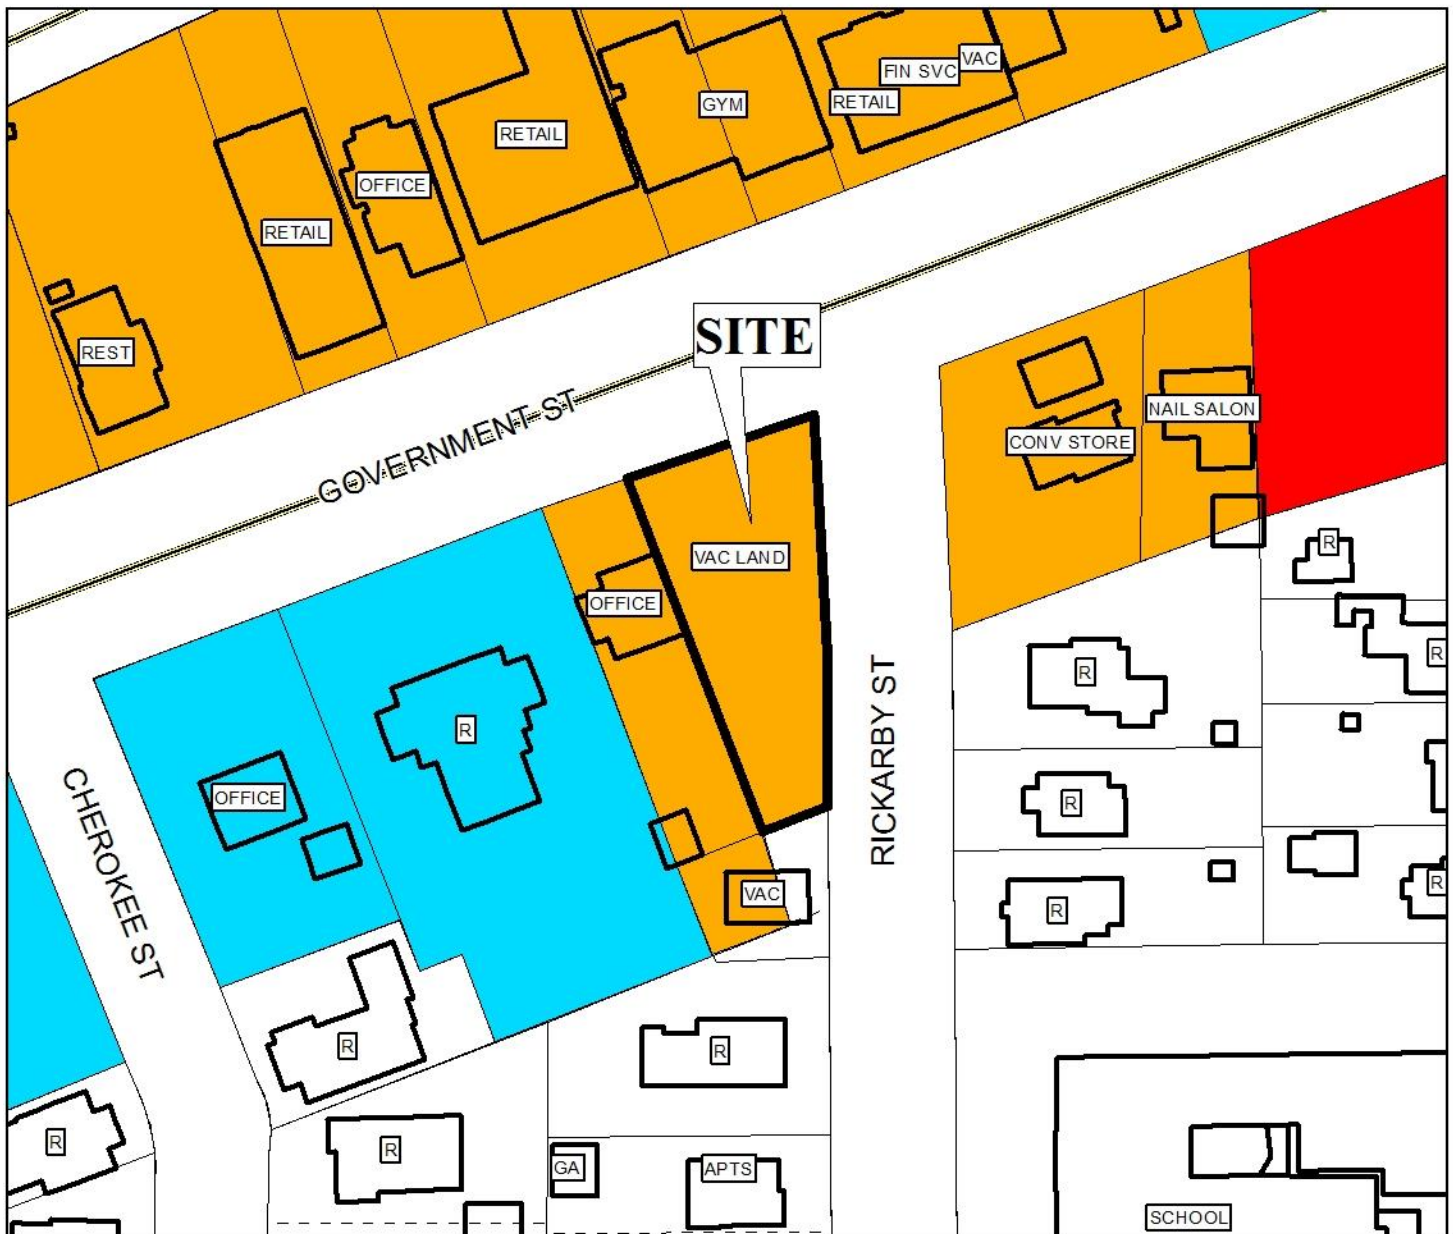 VAC
FIN SVC
RETAIL
GYM
RETAIL
OFFICE
RETAIL
REST
SITE
GOVERNMENT ST
NAIL SALON
CONV STORE
VAC LAND
R
OFFICE
R
R
R
CHEROKEE ST
OFFICE
RICKARBY ST
R
VAC
R
R
R
R
R
R
GA
APTS
SCHOOL